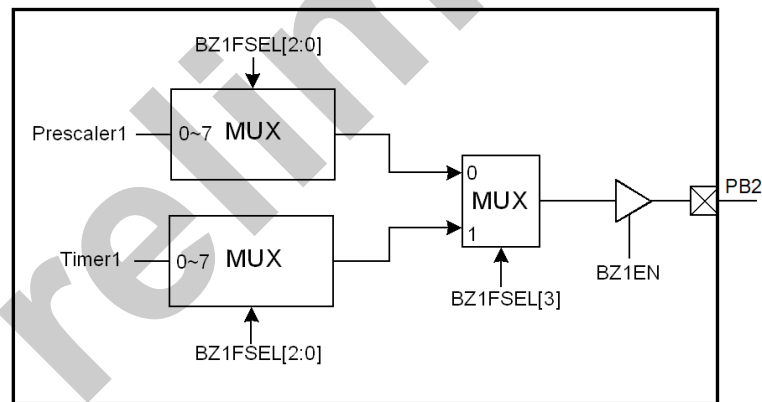 BZ1FSEL[2:0]
Prescaler1
0~7 MUX
0
MUX
1
PB2
Timer1
0~7 MUX
BZ1EN
BZ1FSEL[3]
BZ1FSEL[2:0]
relim